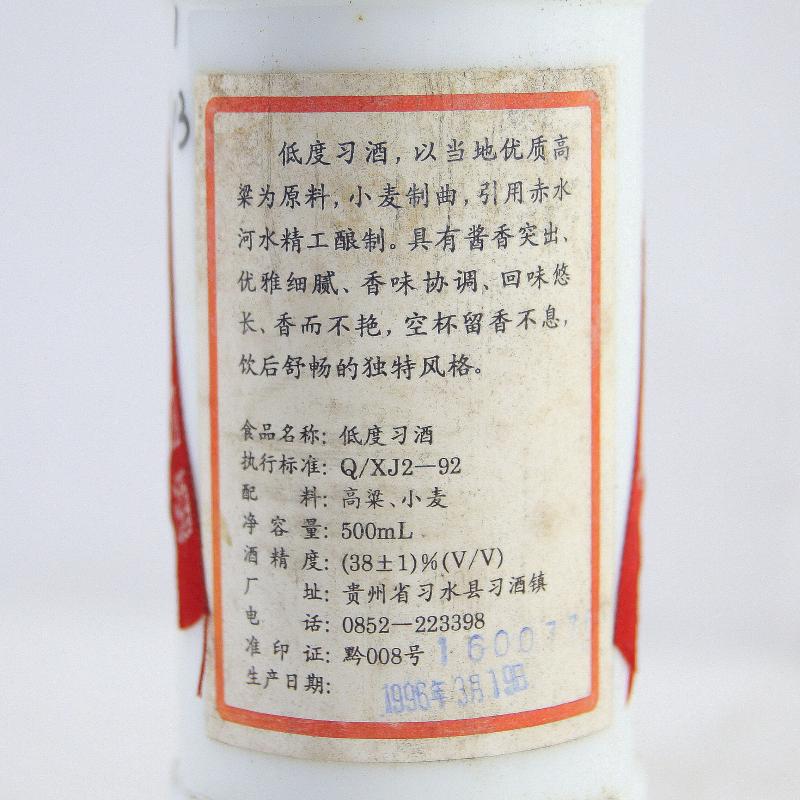 低度习酒，以当地优质高
粱为原料，小麦制曲，引用赤水
河水精工酿制。具有酱香突出、
优雅细腻、香味协调、回味悠
长、香而不艳，空杯留香不息，
饮后舒畅的独特风格。
食品名称：低度习酒
执行标准：Q/XJ2—92
配料：高粱、小麦
净容量：500mL
酒精度：(38±1)%(V/V)
厂址：贵州省习水县习酒镇
电话：0852—223398
准印证：黔008号
生产日期：1996年3月19日